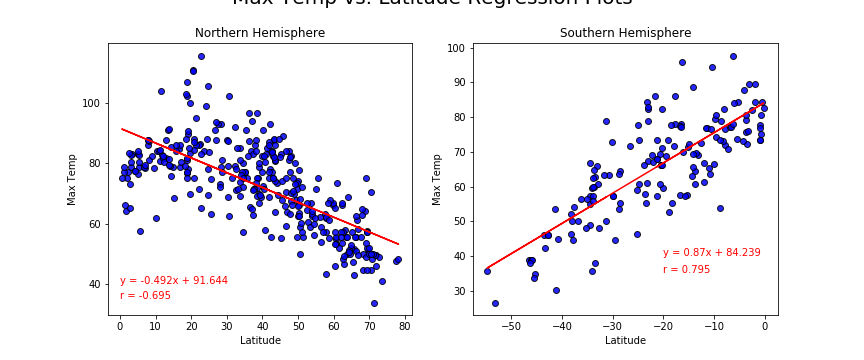 Max Temp vs. Latitude Regression Plots
Northern Hemisphere
Max Temp
100
80
60
40
y = -0.492x + 91.644
r = -0.695
0 10 20 30 40 50 60 70 80
Latitude
Southern Hemisphere
Max Temp
100
90
80
70
60
50
40
30
y = 0.87x + 84.239
r = 0.795
−50 −40 −30 −20 −10 0
Latitude